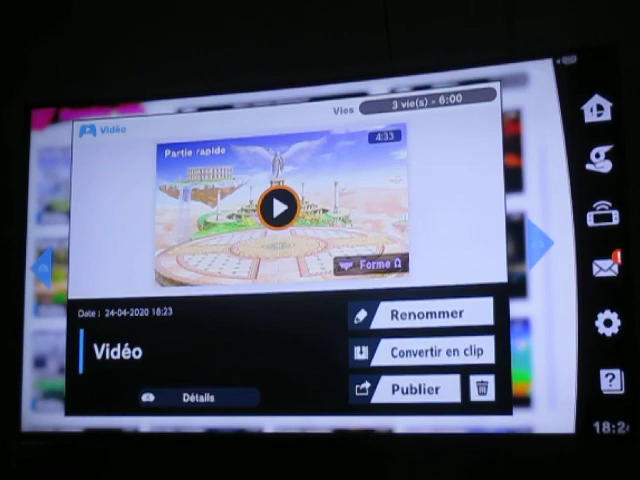 Vies 3 vie(s) - 6:00
Vidéo
Partie rapide 4:33
Forme Ω
Date : 24-04-2020 18:23
Renommer
Vidéo
Convertir en clip
Publier
Détails
18:2